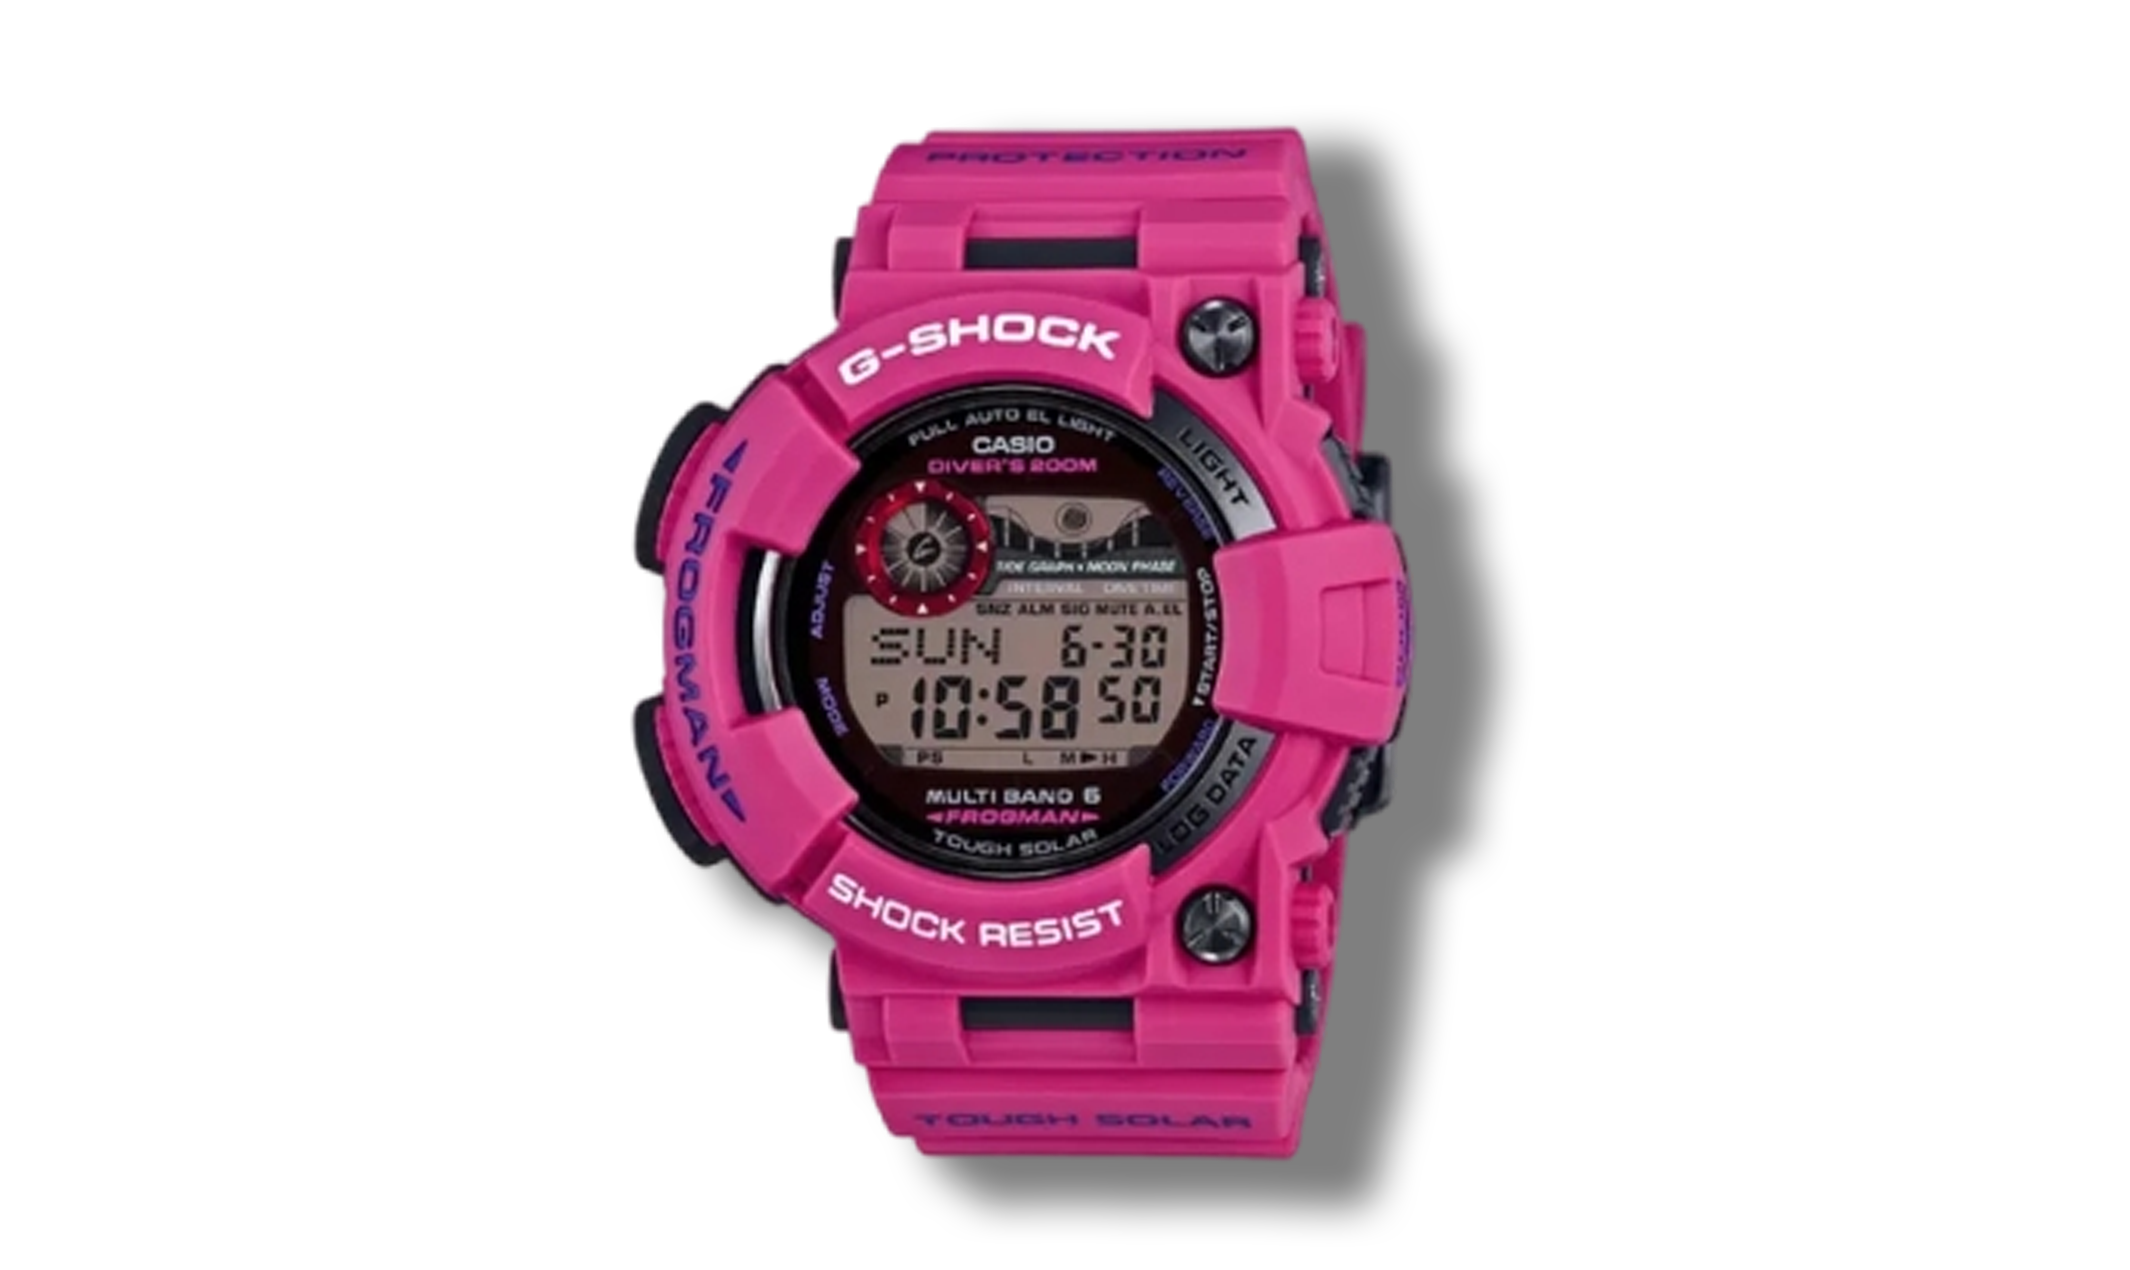 PROTECTION
G-SHOCK
FULL AUTO EL LIGHT
CASIO
DIVER'S 200M
LIGHT
REVERSE
FROGMAN
ADJUST
TIDE GRAPH • MOON PHASE
INTERVAL DIVE TIME
SNZ ALM SIG MUTE A.EL
SUN 6-30
P 10:58 50
PS L M▶H
START/STOP
MODE
FORWARD
LOG DATA
MULTI BAND 6
FROGMAN
TOUGH SOLAR
SHOCK RESIST
TOUGH SOLAR